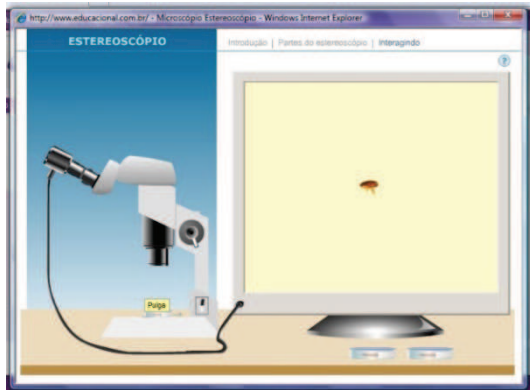 http://www.educacional.com.br/ - Microscópio Estereoscópio - Windows Internet Explorer
ESTEREOSCÓPIO
Introdução | Partes do estereoscópio | Interagindo
?
Pulga